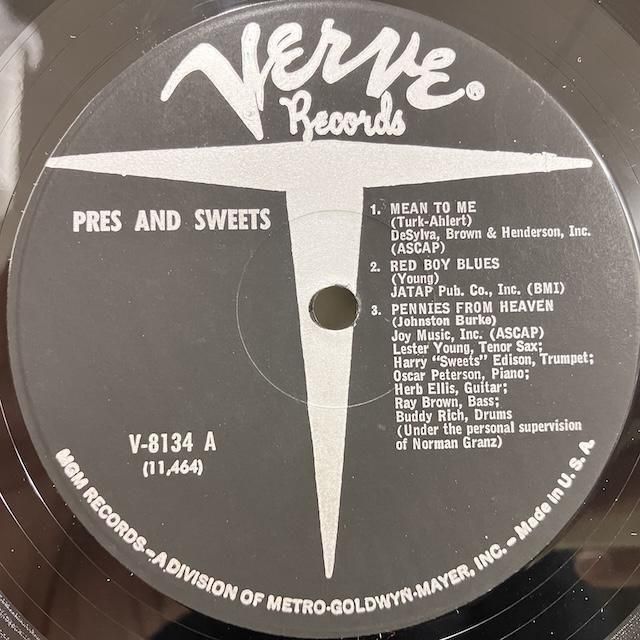 VERVE®
Records
PRES AND SWEETS
1. MEAN TO ME
(Turk-Ahlert)
DeSylva, Brown & Henderson, Inc.
(ASCAP)
2. RED BOY BLUES
(Young)
JATAP Pub. Co., Inc. (BMI)
3. PENNIES FROM HEAVEN
(Johnston Burke)
Joy Music, Inc. (ASCAP)
Lester Young, Tenor Sax;
Harry "Sweets" Edison, Trumpet;
Oscar Peterson, Piano;
Herb Ellis, Guitar;
Ray Brown, Bass;
Buddy Rich, Drums
(Under the personal supervision
of Norman Granz)
V-8134 A
(11,464)
MGM RECORDS–A DIVISION OF METRO-GOLDWYN-MAYER, INC. – Made in U. S. A.